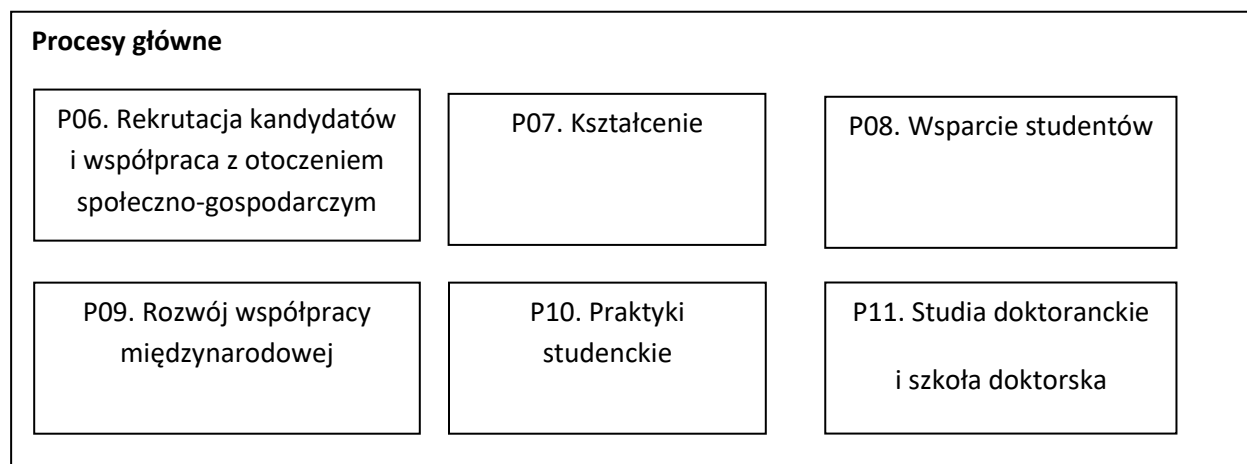 Procesy główne
P06. Rekrutacja kandydatów
i współpraca z otoczeniem
społeczno-gospodarczym
P07. Kształcenie
P08. Wsparcie studentów
P09. Rozwój współpracy
międzynarodowej
P10. Praktyki
studenckie
P11. Studia doktoranckie
i szkoła doktorska